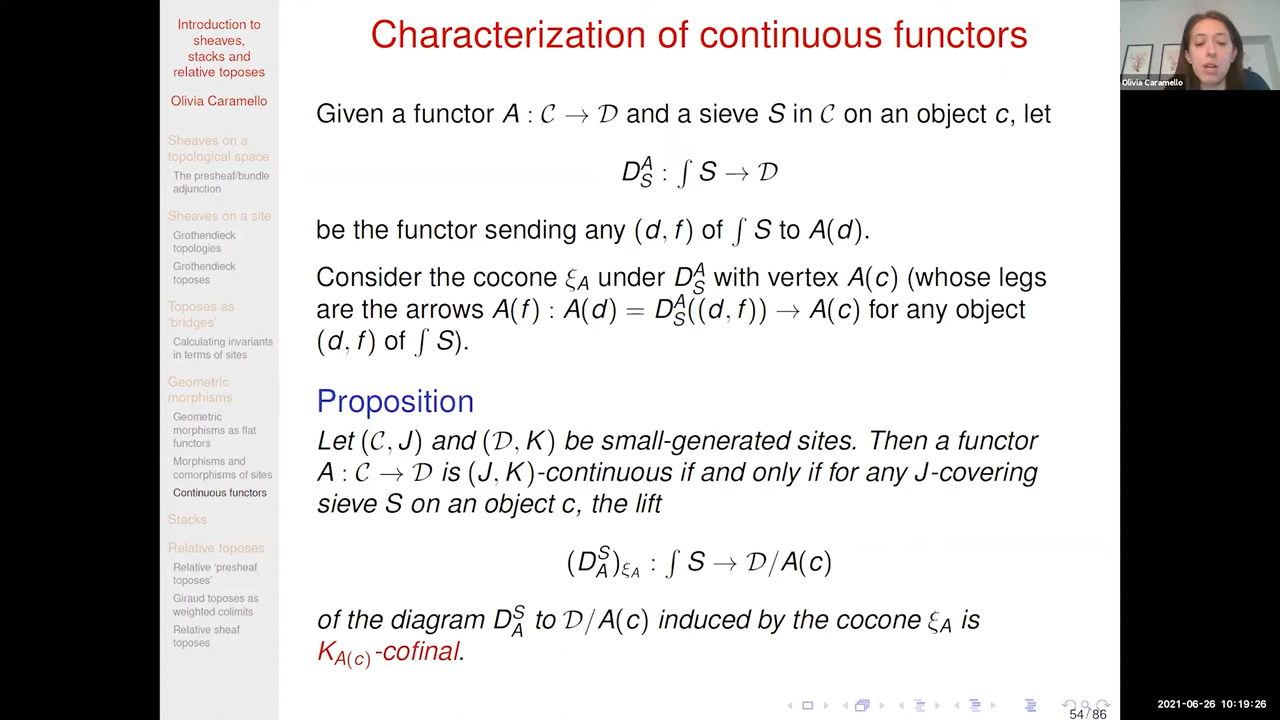 Introduction to
sheaves,
stacks and
relative toposes
Olivia Caramello
Sheaves on a
topological space
The presheaf/bundle
adjunction
Sheaves on a site
Grothendieck
topologies
Grothendieck
toposes
Toposes as
'bridges'
Calculating invariants
in terms of sites
Geometric
morphisms
Geometric
morphisms as flat
functors
Morphisms and
comorphisms of sites
Continuous functors
Stacks
Relative toposes
Relative 'presheaf
toposes'
Giraud toposes as
weighted colimits
Relative sheaf
toposes
Characterization of continuous functors
Given a functor A : 𝒞 → 𝒟 and a sieve S in 𝒞 on an object c, let
D_S^A : ∫ S → 𝒟
be the functor sending any (d, f) of ∫ S to A(d).
Consider the cocone ξ_A under D_S^A with vertex A(c) (whose legs
are the arrows A(f) : A(d) = D_S^A((d, f)) → A(c) for any object
(d, f) of ∫ S).
Proposition
Let (𝒞, J) and (𝒟, K) be small-generated sites. Then a functor
A : 𝒞 → 𝒟 is (J, K)-continuous if and only if for any J-covering
sieve S on an object c, the lift
(D_A^S)_{ξ_A} : ∫ S → 𝒟/A(c)
of the diagram D_A^S to 𝒟/A(c) induced by the cocone ξ_A is
K_{A(c)}-cofinal.
54 / 86
Olivia Caramello
2021-06-26 10:19:26